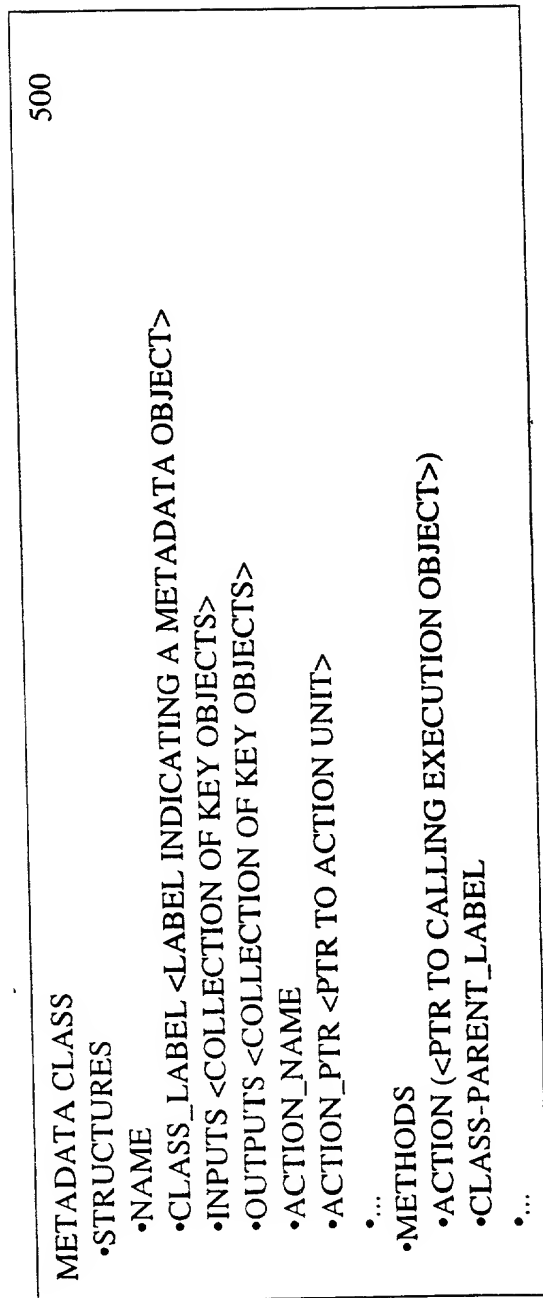 METADATA CLASS 500
•STRUCTURES
•NAME
•CLASS_LABEL <LABEL INDICATING A METADATA OBJECT>
•INPUTS <COLLECTION OF KEY OBJECTS>
•OUTPUTS <COLLECTION OF KEY OBJECTS>
•ACTION_NAME
•ACTION_PTR <PTR TO ACTION UNIT>
•...
•METHODS
•ACTION (<PTR TO CALLING EXECUTION OBJECT>)
•CLASS-PARENT_LABEL
•...